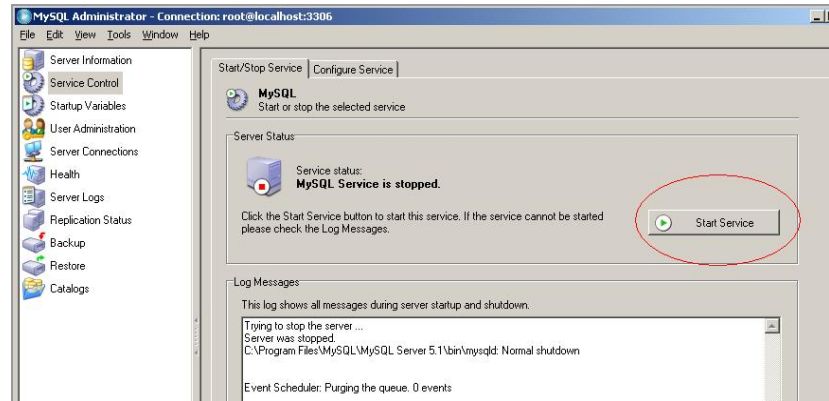 MySQL Administrator - Connection: root@localhost:3306
File Edit View Tools Window Help
Server Information
Service Control
Startup Variables
User Administration
Server Connections
Health
Server Logs
Replication Status
Backup
Restore
Catalogs
Start/Stop Service Configure Service
MySQL
Start or stop the selected service
Server Status
Service status:
MySQL Service is stopped.
Click the Start Service button to start this service. If the service cannot be started
please check the Log Messages.
Start Service
Log Messages
This log shows all messages during server startup and shutdown.
Trying to stop the server ...
Server was stopped.
C:\Program Files\MySQL\MySQL Server 5.1\bin\mysqld: Normal shutdown
Event Scheduler: Purging the queue. 0 events